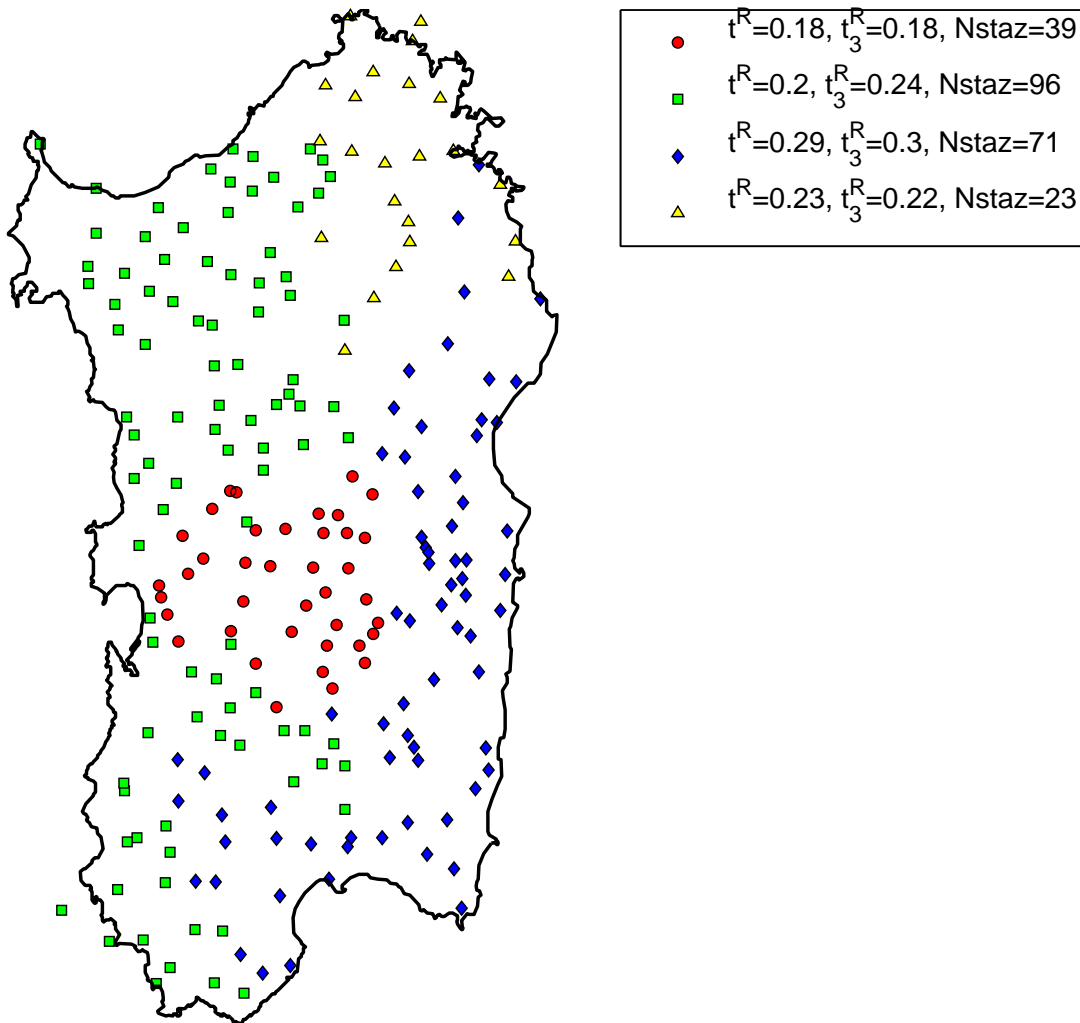 t^R=0.18, t_3^R=0.18, Nstaz=39
t^R=0.2, t_3^R=0.24, Nstaz=96
t^R=0.29, t_3^R=0.3, Nstaz=71
t^R=0.23, t_3^R=0.22, Nstaz=23